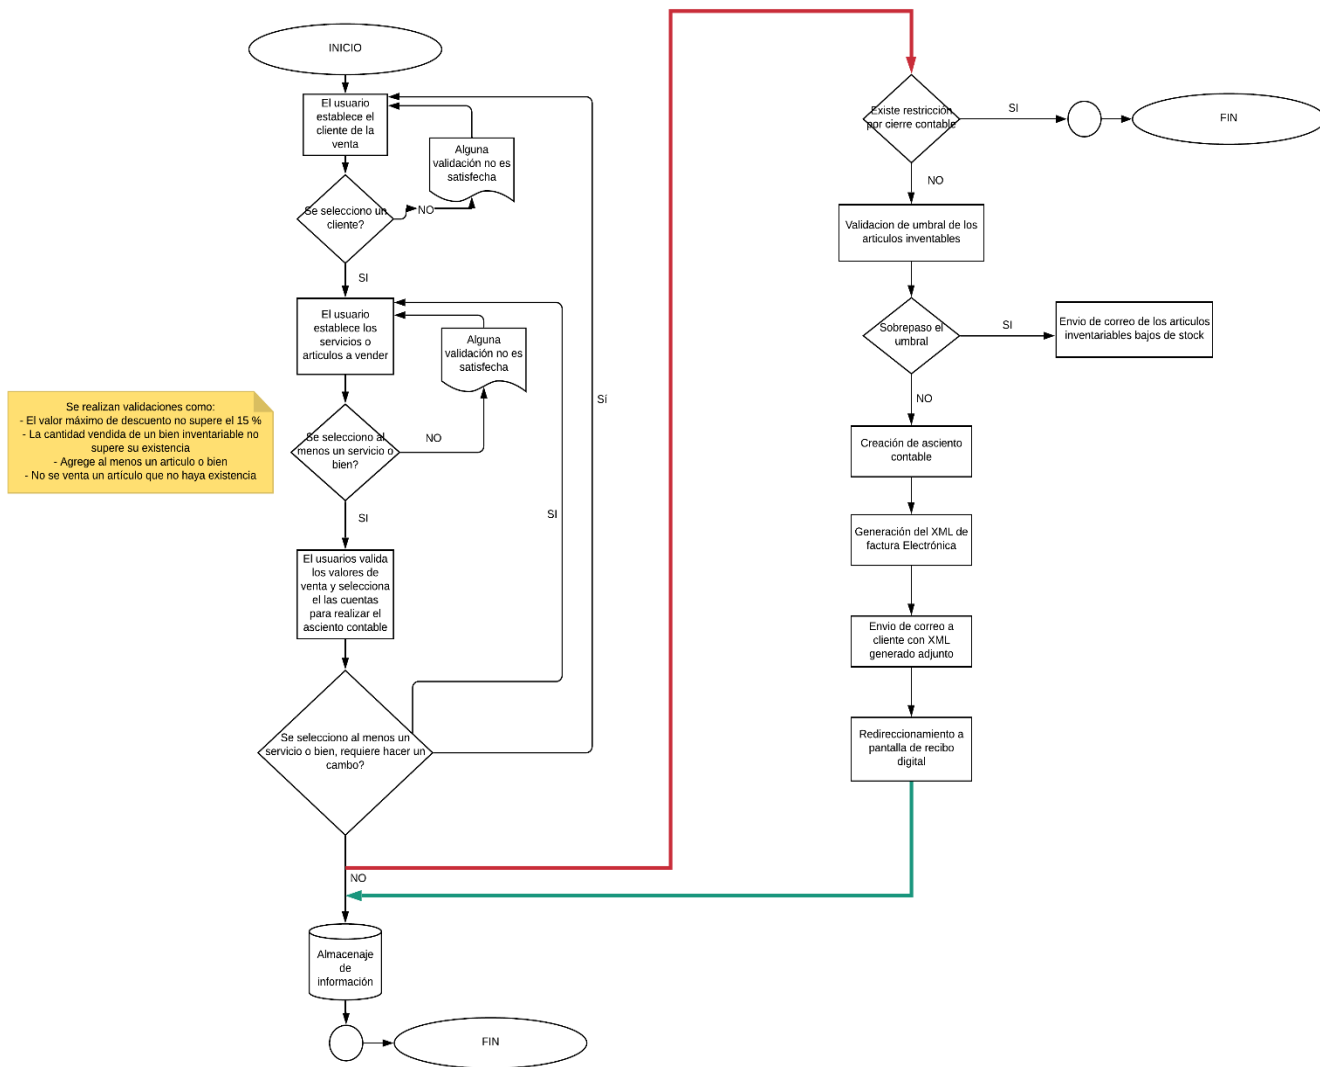 INICIO
El usuario
establece el
cliente de la
venta
Alguna
validación no es
satisfecha
Se selecciono un
cliente?
NO
SI
El usuario
establece los
servicios o
articulos a vender
Alguna
validación no es
satisfecha
Se realizan validaciones como:
- El valor máximo de descuento no supere el 15 %
- La cantidad vendida de un bien inventariable no
supere su existencia
- Agrege al menos un articulo o bien
- No se venta un artículo que no haya existencia
Se selecciono al
menos un servicio o
bien?
NO
SI
El usuarios valida
los valores de
venta y selecciona
el las cuentas
para realizar el
asciento contable
SI
Sí
Se selecciono al menos un
servicio o bien, requiere hacer un
cambo?
NO
Almacenaje
de
información
FIN
Existe restricción
por cierre contable
SI
FIN
NO
Validacion de umbral de los
articulos inventables
Sobrepaso el
umbral
SI
Envio de correo de los articulos
inventariables bajos de stock
NO
Creación de asciento
contable
Generación del XML de
factura Electrónica
Envio de correo a
cliente con XML
generado adjunto
Redireccionamiento a
pantalla de recibo
digital